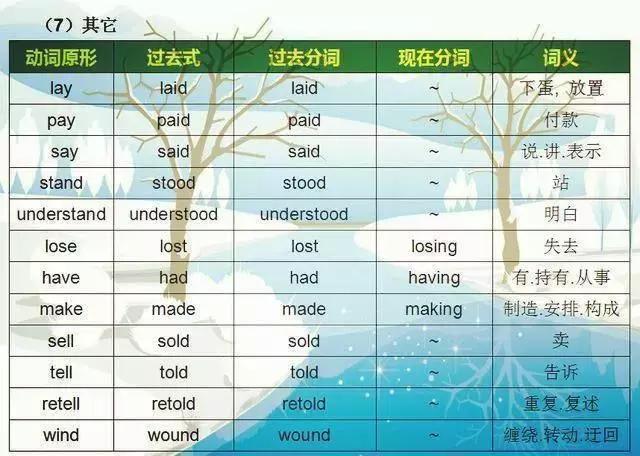 (7)其它
动词原形 过去式 过去分词 现在分词 词义
lay laid laid ~ 下蛋, 放置
pay paid paid ~ 付款
say said said ~ 说.讲.表示
stand stood stood ~ 站
understand understood understood ~ 明白
lose lost lost losing 失去
have had had having 有.持有.从事
make made made making 制造.安排.构成
sell sold sold ~ 卖
tell told told ~ 告诉
retell retold retold ~ 重复.复述
wind wound wound ~ 缠绕.转动.迂回